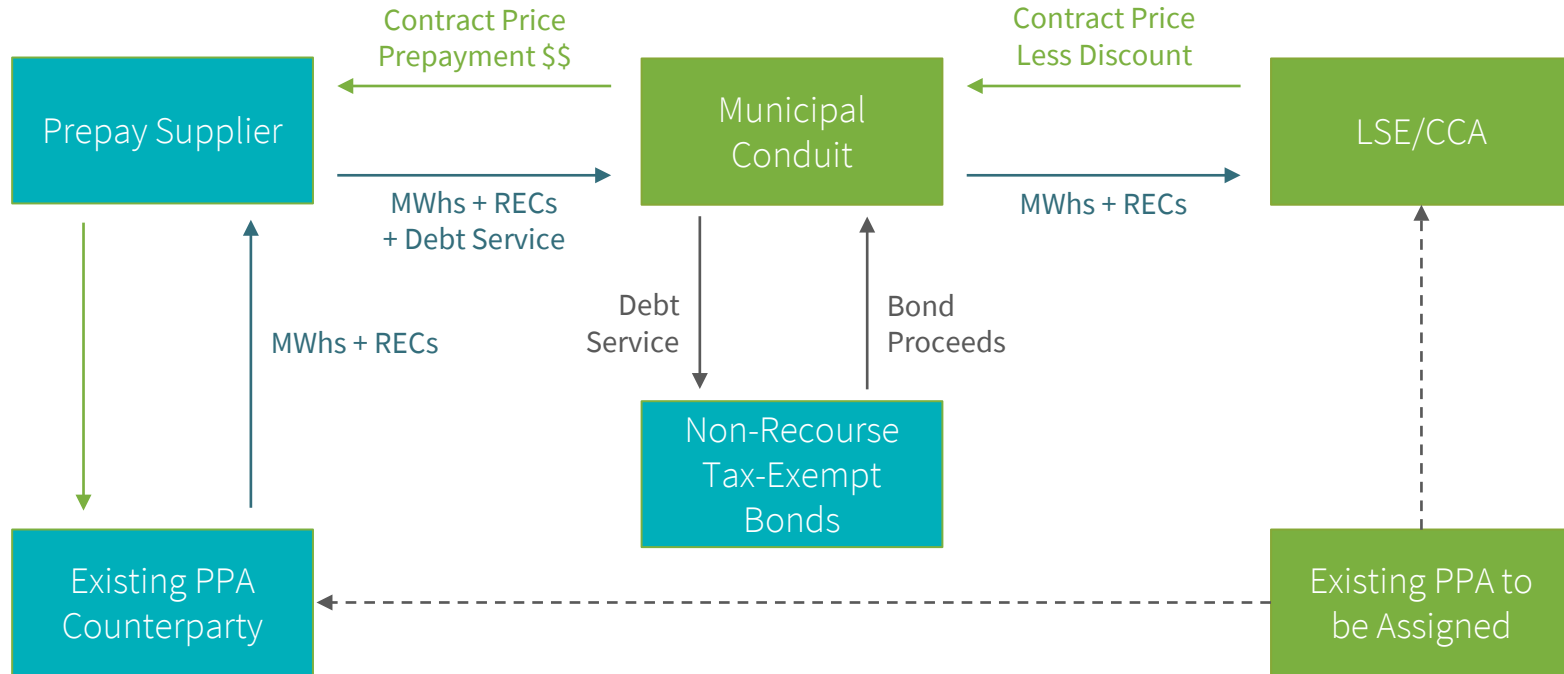 Contract Price
Prepayment $$
Contract Price
Less Discount
Prepay Supplier
Municipal
Conduit
LSE/CCA
MWhs + RECs
+ Debt Service
MWhs + RECs
MWhs + RECs
Debt
Service
Bond
Proceeds
Non-Recourse
Tax-Exempt
Bonds
Existing PPA
Counterparty
Existing PPA to
be Assigned